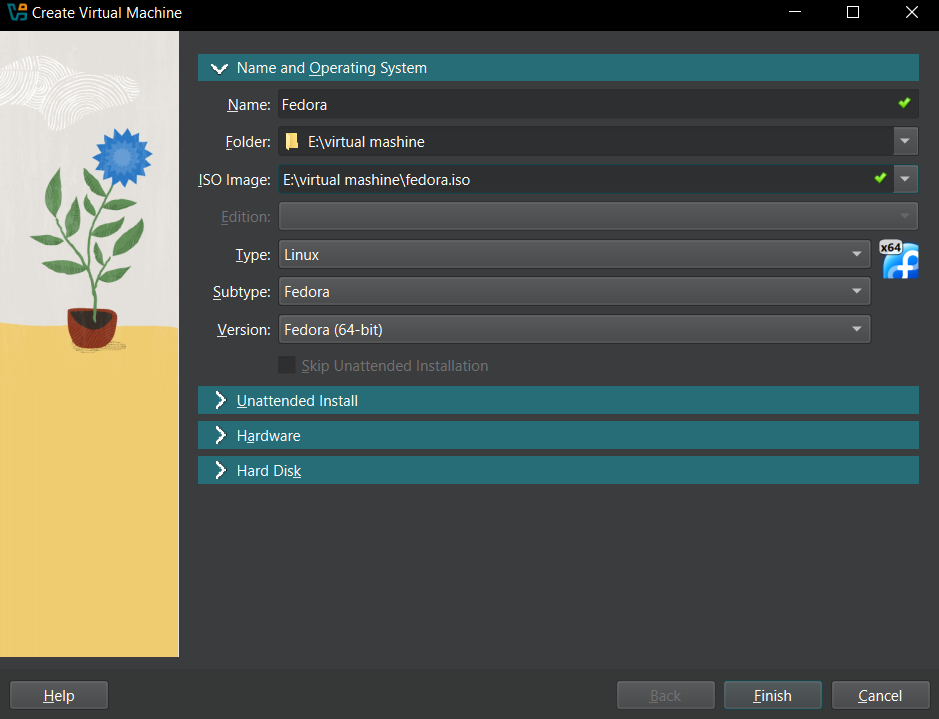 Create Virtual Machine
Name and Operating System
Name: Fedora
Folder: E:\virtual mashine
ISO Image: E:\virtual mashine\fedora.iso
Edition:
Type: Linux
x64
Subtype: Fedora
Version: Fedora (64-bit)
Skip Unattended Installation
Unattended Install
Hardware
Hard Disk
Help Back Finish Cancel